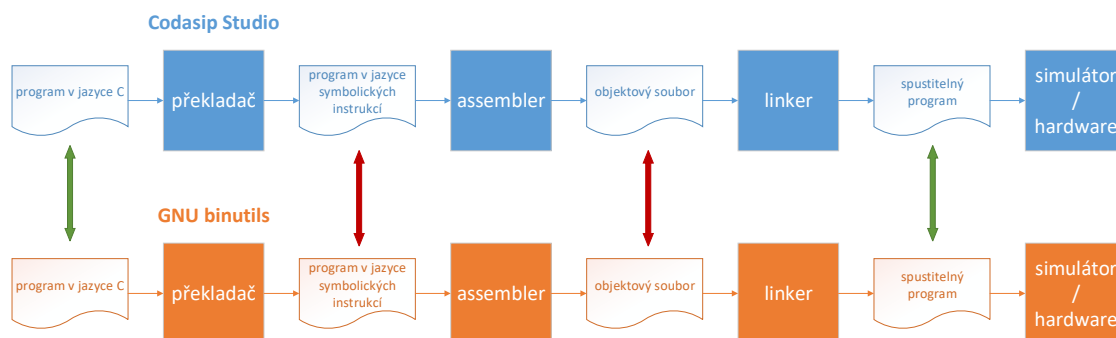 Codasip Studio
program v jazyce C
překladač
program v jazyce
symbolických
instrukcí
assembler
objektový soubor
linker
spustitelný
program
simulátor
/
hardware
GNU binutils
program v jazyce C
překladač
program v jazyce
symbolických
instrukcí
assembler
objektový soubor
linker
spustitelný
program
simulátor
/
hardware